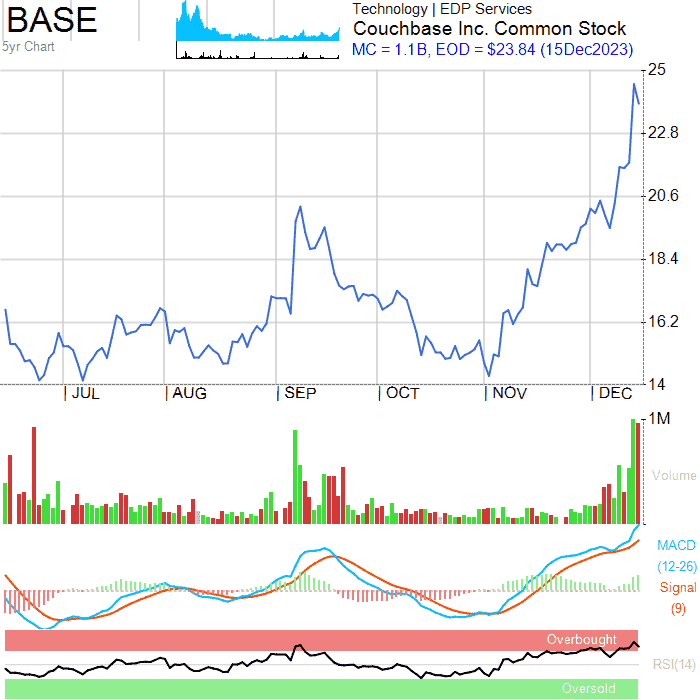 BASE
5yr Chart
Technology | EDP Services
Couchbase Inc. Common Stock
MC = 1.1B, EOD = $23.84 (15Dec2023)
25
22.8
20.6
18.4
16.2
14
| JUL | AUG | SEP | OCT | NOV | DEC
1M
Volume
MACD
(12-26)
Signal
(9)
Overbought
RSI(14)
Oversold